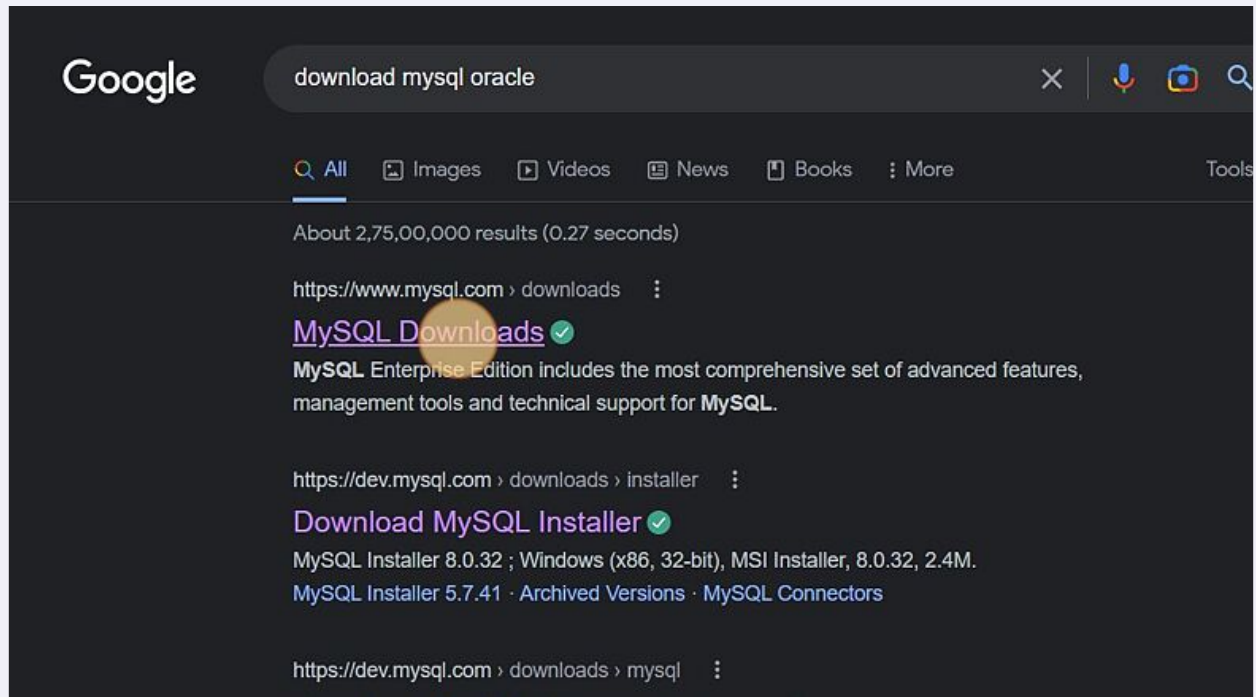 Google
download mysql oracle
All Images Videos News Books More Tools
About 2,75,00,000 results (0.27 seconds)
https://www.mysql.com › downloads
MySQL Downloads
MySQL Enterprise Edition includes the most comprehensive set of advanced features,
management tools and technical support for MySQL.
https://dev.mysql.com › downloads › installer
Download MySQL Installer
MySQL Installer 8.0.32 ; Windows (x86, 32-bit), MSI Installer, 8.0.32, 2.4M.
MySQL Installer 5.7.41 · Archived Versions · MySQL Connectors
https://dev.mysql.com › downloads › mysql